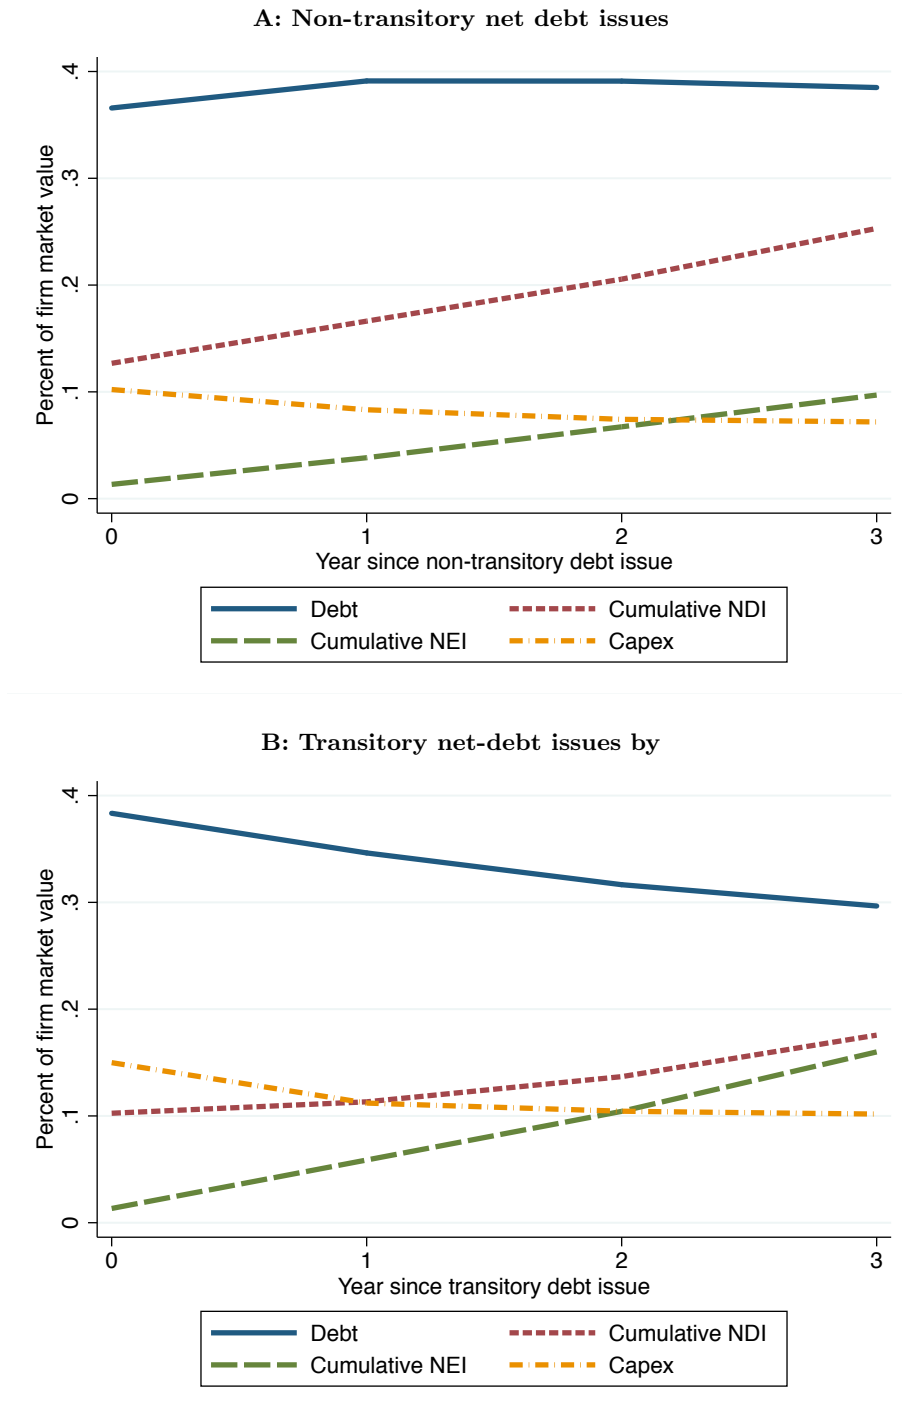 A: Non-transitory net debt issues
Percent of firm market value
.4
.3
.2
.1
0
0 1 2 3
Year since non-transitory debt issue
Debt Cumulative NDI
Cumulative NEI Capex
B: Transitory net-debt issues by
Percent of firm market value
.4
.3
.2
.1
0
0 1 2 3
Year since transitory debt issue
Debt Cumulative NDI
Cumulative NEI Capex